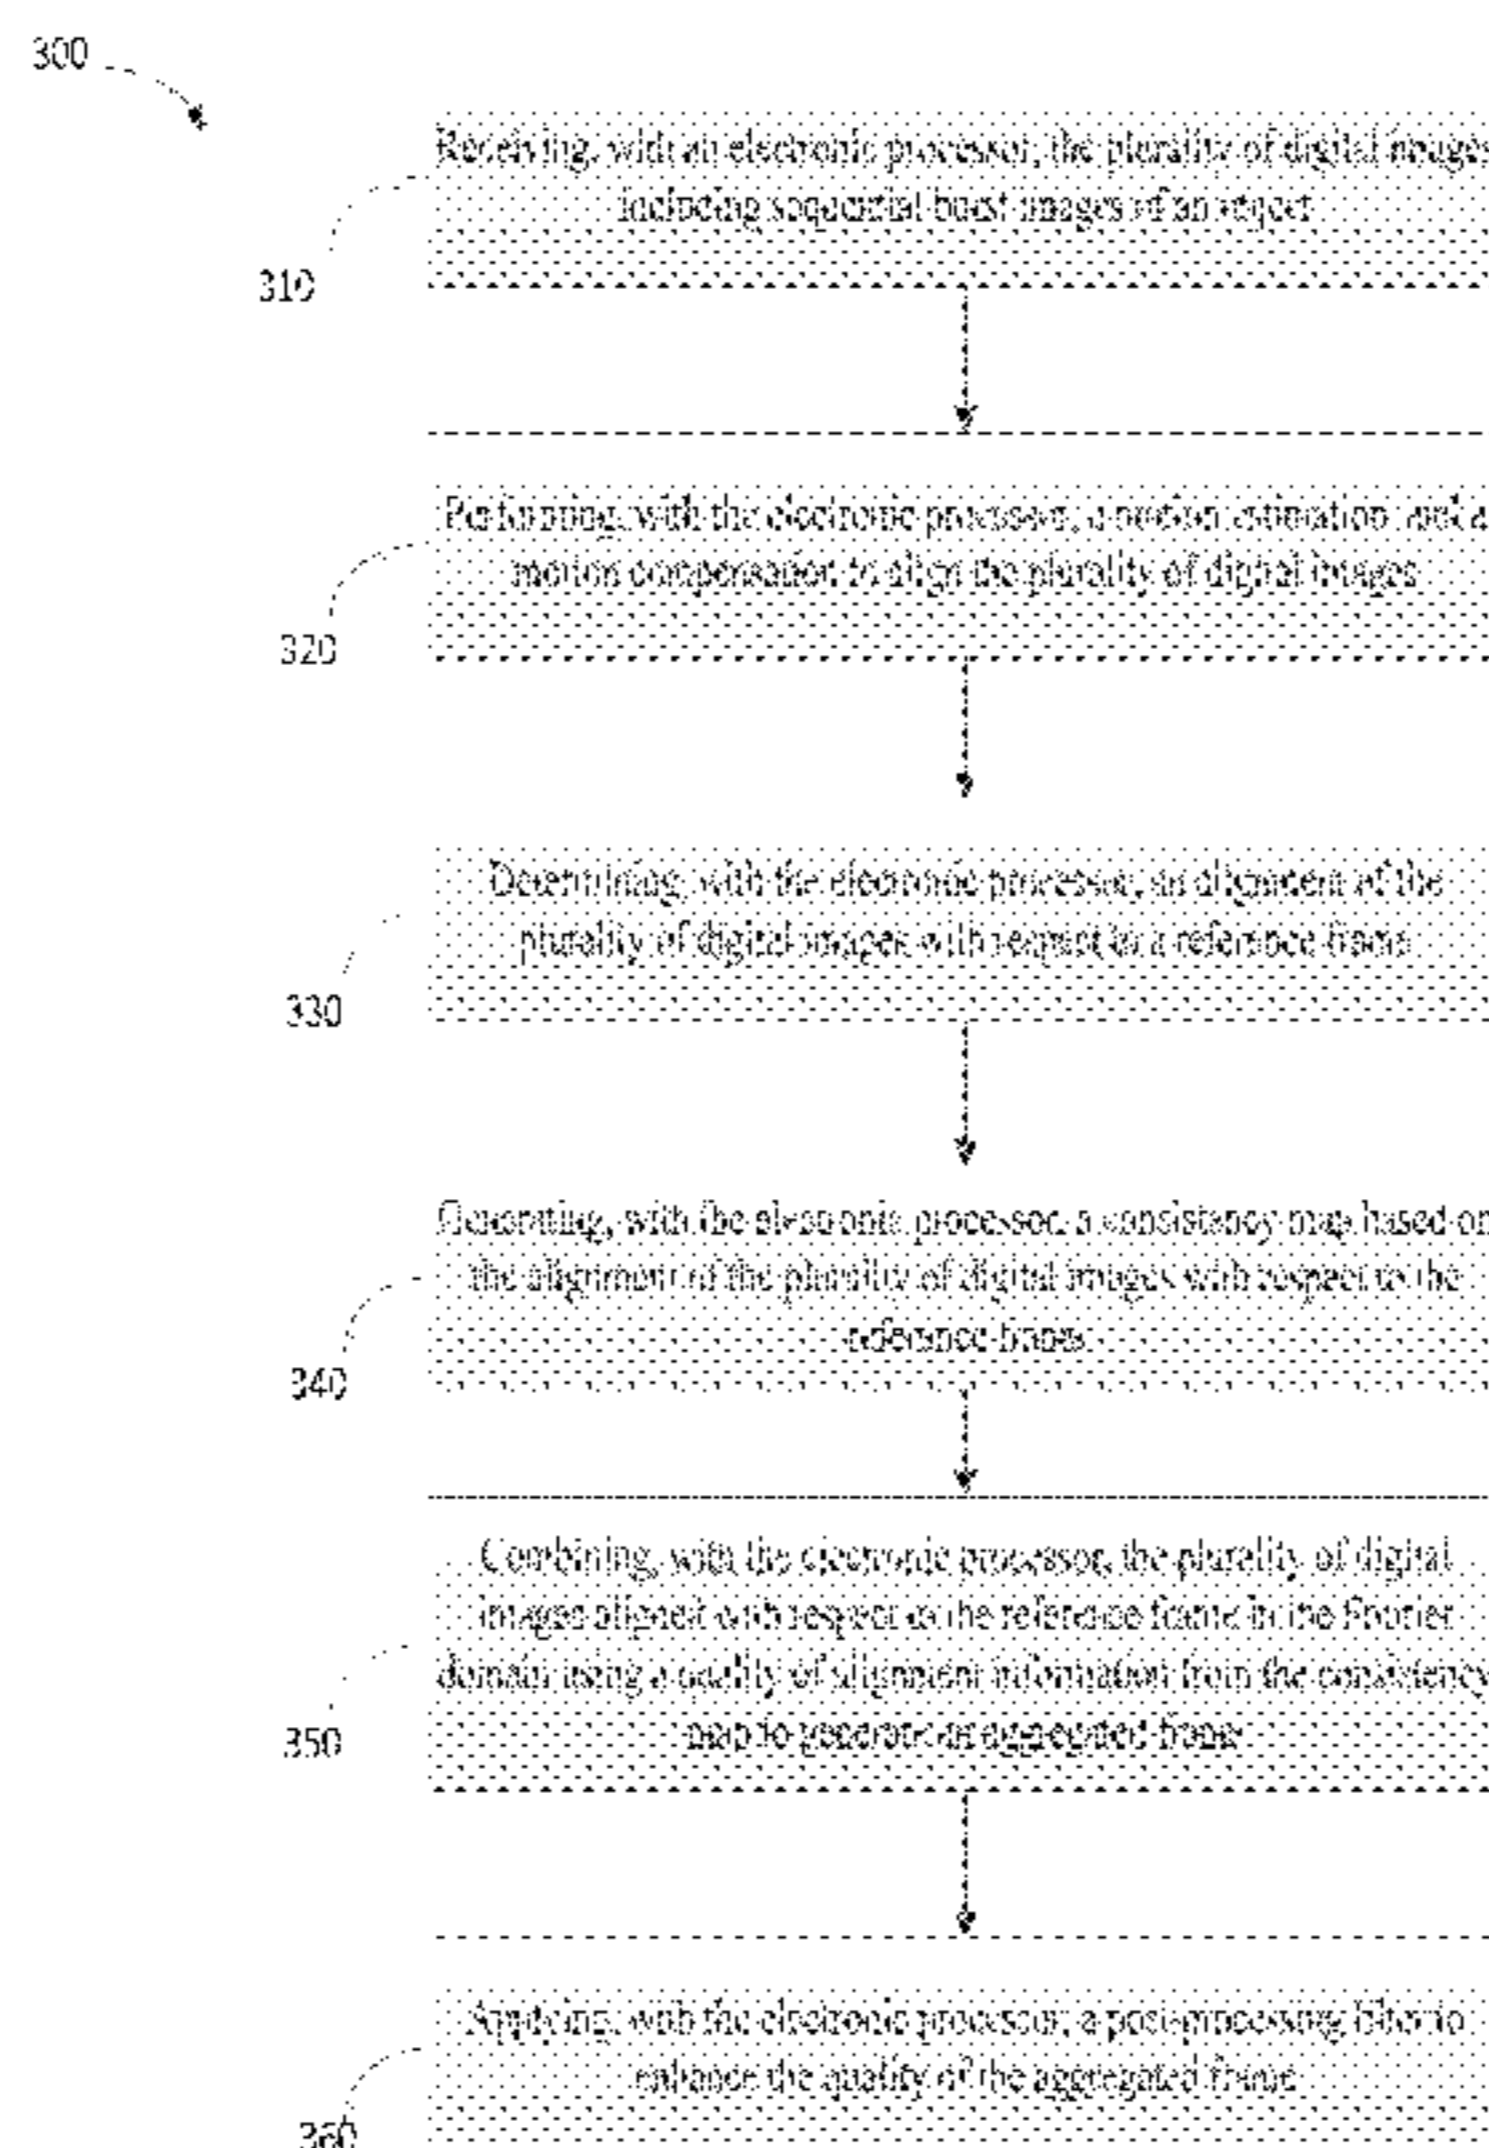 300
Receiving, with an electronic processor, the plurality of digital images
including sequential burst images of an object
310
Performing, with the electronic processor, a motion estimation and a
motion compensation to align the plurality of digital images
320
Determining, with the electronic processor, an alignment of the
plurality of digital images with respect to a reference frame
330
Generating, with the electronic processor, a consistency map based on
the alignment of the plurality of digital images with respect to the
reference frame
340
Combining, with the electronic processor, the plurality of digital
images aligned with respect to the reference frame in the Fourier
domain using a quality of alignment information from the consistency
map to generate an aggregated frame
350
Applying, with the electronic processor, a post-processing filter to
enhance the quality of the aggregated frame
360